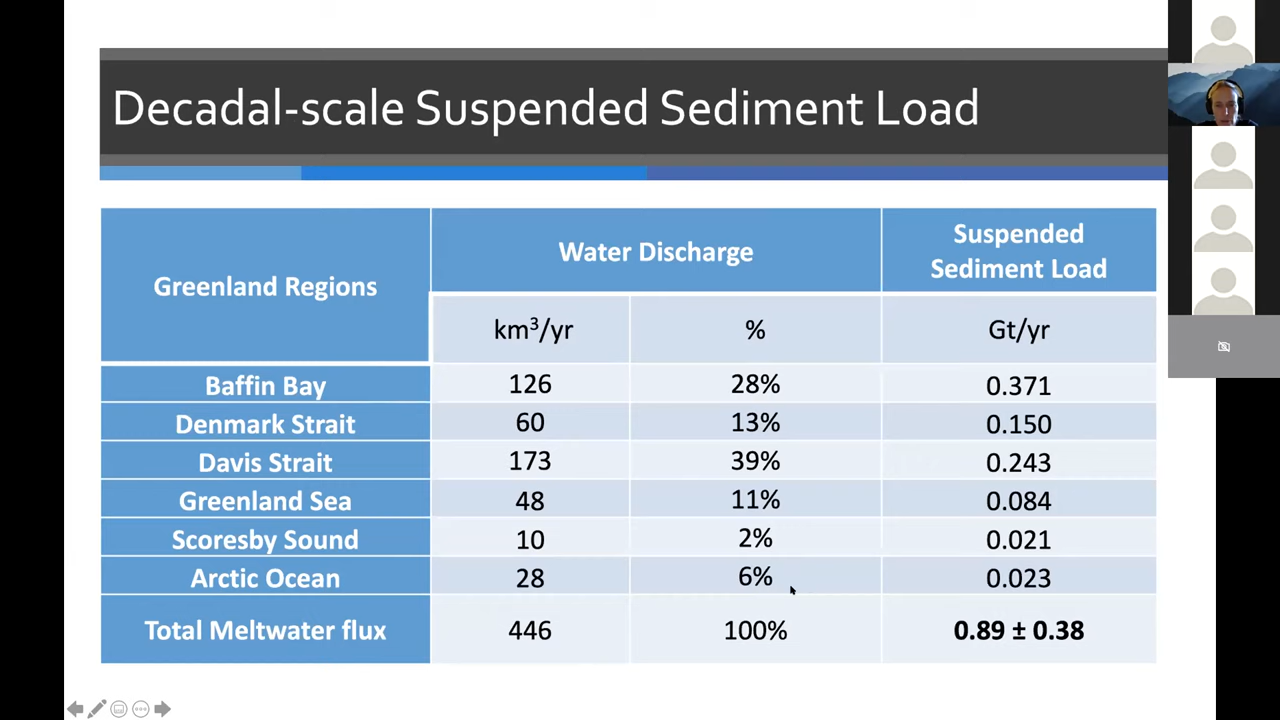 Decadal-scale Suspended Sediment Load
Greenland Regions
Water Discharge
Suspended
Sediment Load
km³/yr
%
Gt/yr
Baffin Bay 126 28% 0.371
Denmark Strait 60 13% 0.150
Davis Strait 173 39% 0.243
Greenland Sea 48 11% 0.084
Scoresby Sound 10 2% 0.021
Arctic Ocean 28 6% 0.023
Total Meltwater flux 446 100% 0.89 ± 0.38